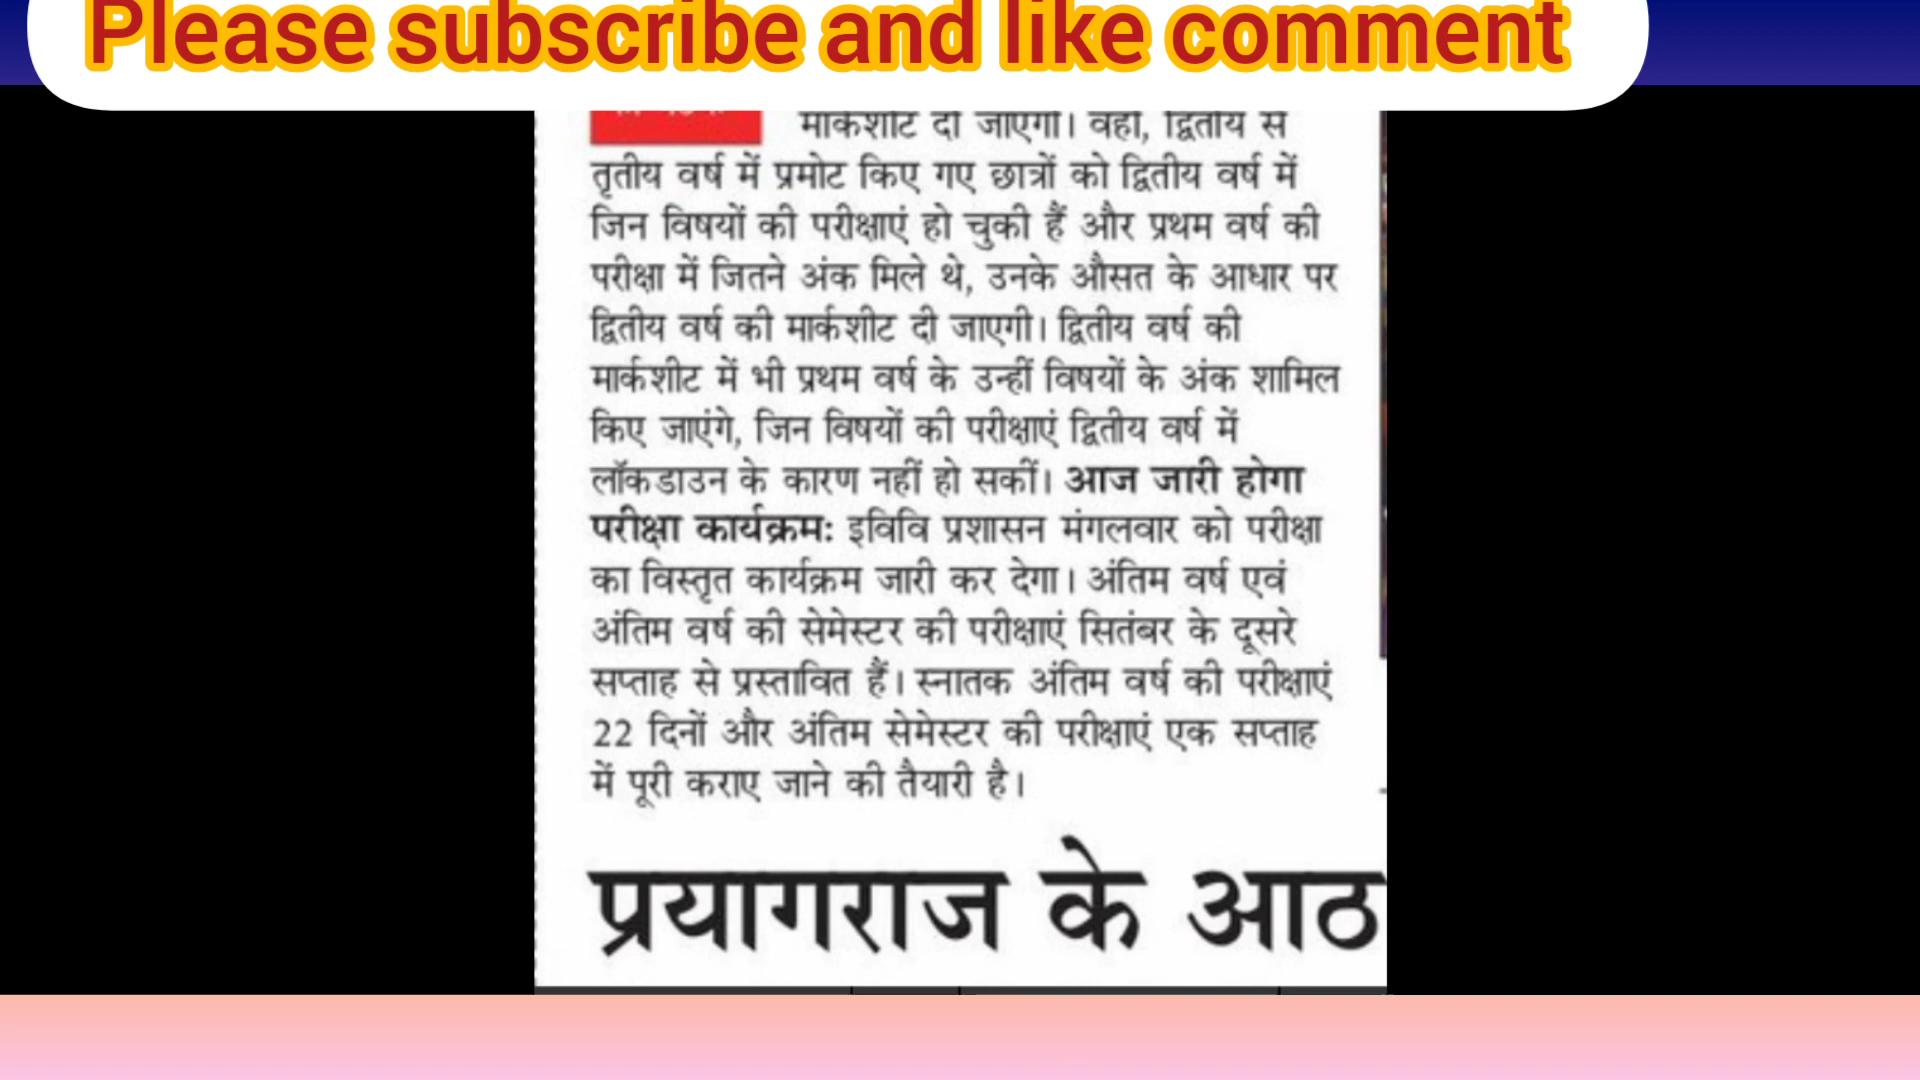 Please subscribe and like comment
मार्कशीट दी जाएगी। वहीं, द्वितीय से
तृतीय वर्ष में प्रमोट किए गए छात्रों को द्वितीय वर्ष में
जिन विषयों की परीक्षाएं हो चुकी हैं और प्रथम वर्ष की
परीक्षा में जितने अंक मिले थे, उनके औसत के आधार पर
द्वितीय वर्ष की मार्कशीट दी जाएगी। द्वितीय वर्ष की
मार्कशीट में भी प्रथम वर्ष के उन्हीं विषयों के अंक शामिल
किए जाएंगे, जिन विषयों की परीक्षाएं द्वितीय वर्ष में
लॉकडाउन के कारण नहीं हो सकीं। आज जारी होगा
परीक्षा कार्यक्रम: इविवि प्रशासन मंगलवार को परीक्षा
का विस्तृत कार्यक्रम जारी कर देगा। अंतिम वर्ष एवं
अंतिम वर्ष की सेमेस्टर की परीक्षाएं सितंबर के दूसरे
सप्ताह से प्रस्तावित हैं। स्नातक अंतिम वर्ष की परीक्षाएं
22 दिनों और अंतिम सेमेस्टर की परीक्षाएं एक सप्ताह
में पूरी कराए जाने की तैयारी है।
प्रयागराज के आठ